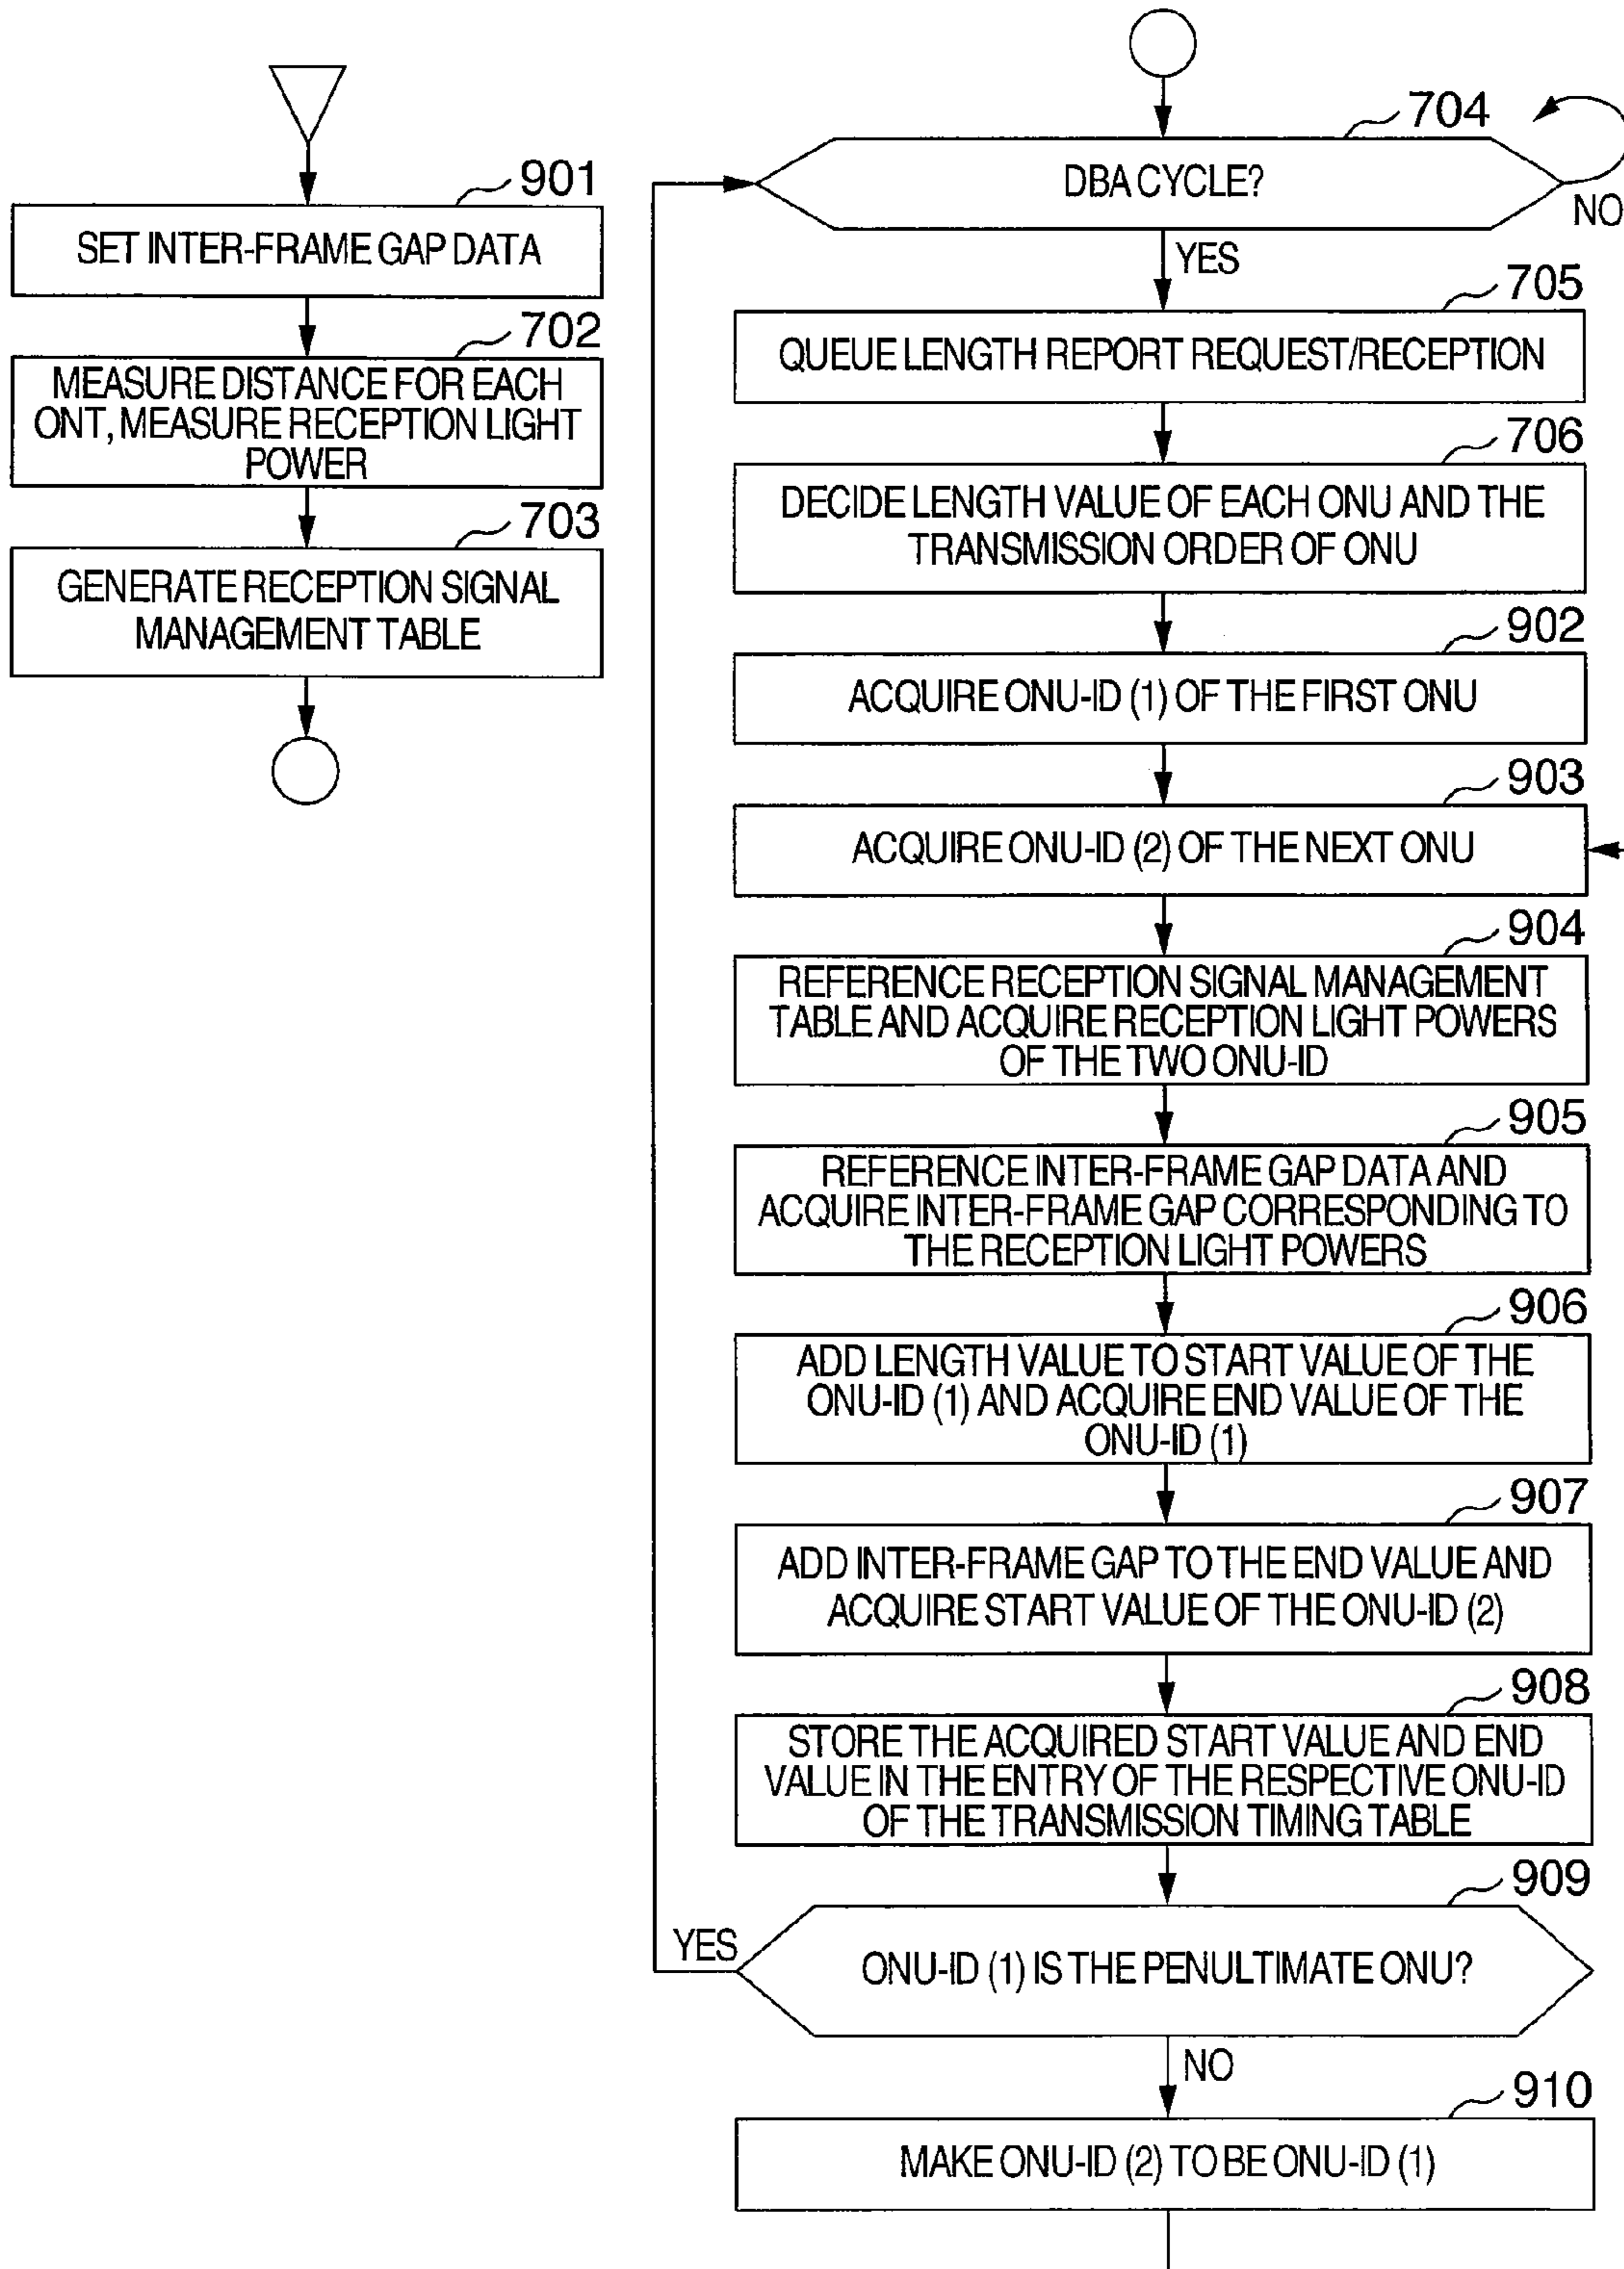 901
SET INTER-FRAME GAP DATA
702
MEASURE DISTANCE FOR EACH
ONT, MEASURE RECEPTION LIGHT
POWER
703
GENERATE RECEPTION SIGNAL
MANAGEMENT TABLE
704
DBA CYCLE?
NO
YES
705
QUEUE LENGTH REPORT REQUEST/RECEPTION
706
DECIDE LENGTH VALUE OF EACH ONU AND THE
TRANSMISSION ORDER OF ONU
902
ACQUIRE ONU-ID (1) OF THE FIRST ONU
903
ACQUIRE ONU-ID (2) OF THE NEXT ONU
904
REFERENCE RECEPTION SIGNAL MANAGEMENT
TABLE AND ACQUIRE RECEPTION LIGHT POWERS
OF THE TWO ONU-ID
905
REFERENCE INTER-FRAME GAP DATA AND
ACQUIRE INTER-FRAME GAP CORRESPONDING TO
THE RECEPTION LIGHT POWERS
906
ADD LENGTH VALUE TO START VALUE OF THE
ONU-ID (1) AND ACQUIRE END VALUE OF THE
ONU-ID (1)
907
ADD INTER-FRAME GAP TO THE END VALUE AND
ACQUIRE START VALUE OF THE ONU-ID (2)
908
STORE THE ACQUIRED START VALUE AND END
VALUE IN THE ENTRY OF THE RESPECTIVE ONU-ID
OF THE TRANSMISSION TIMING TABLE
909
YES
ONU-ID (1) IS THE PENULTIMATE ONU?
NO
910
MAKE ONU-ID (2) TO BE ONU-ID (1)